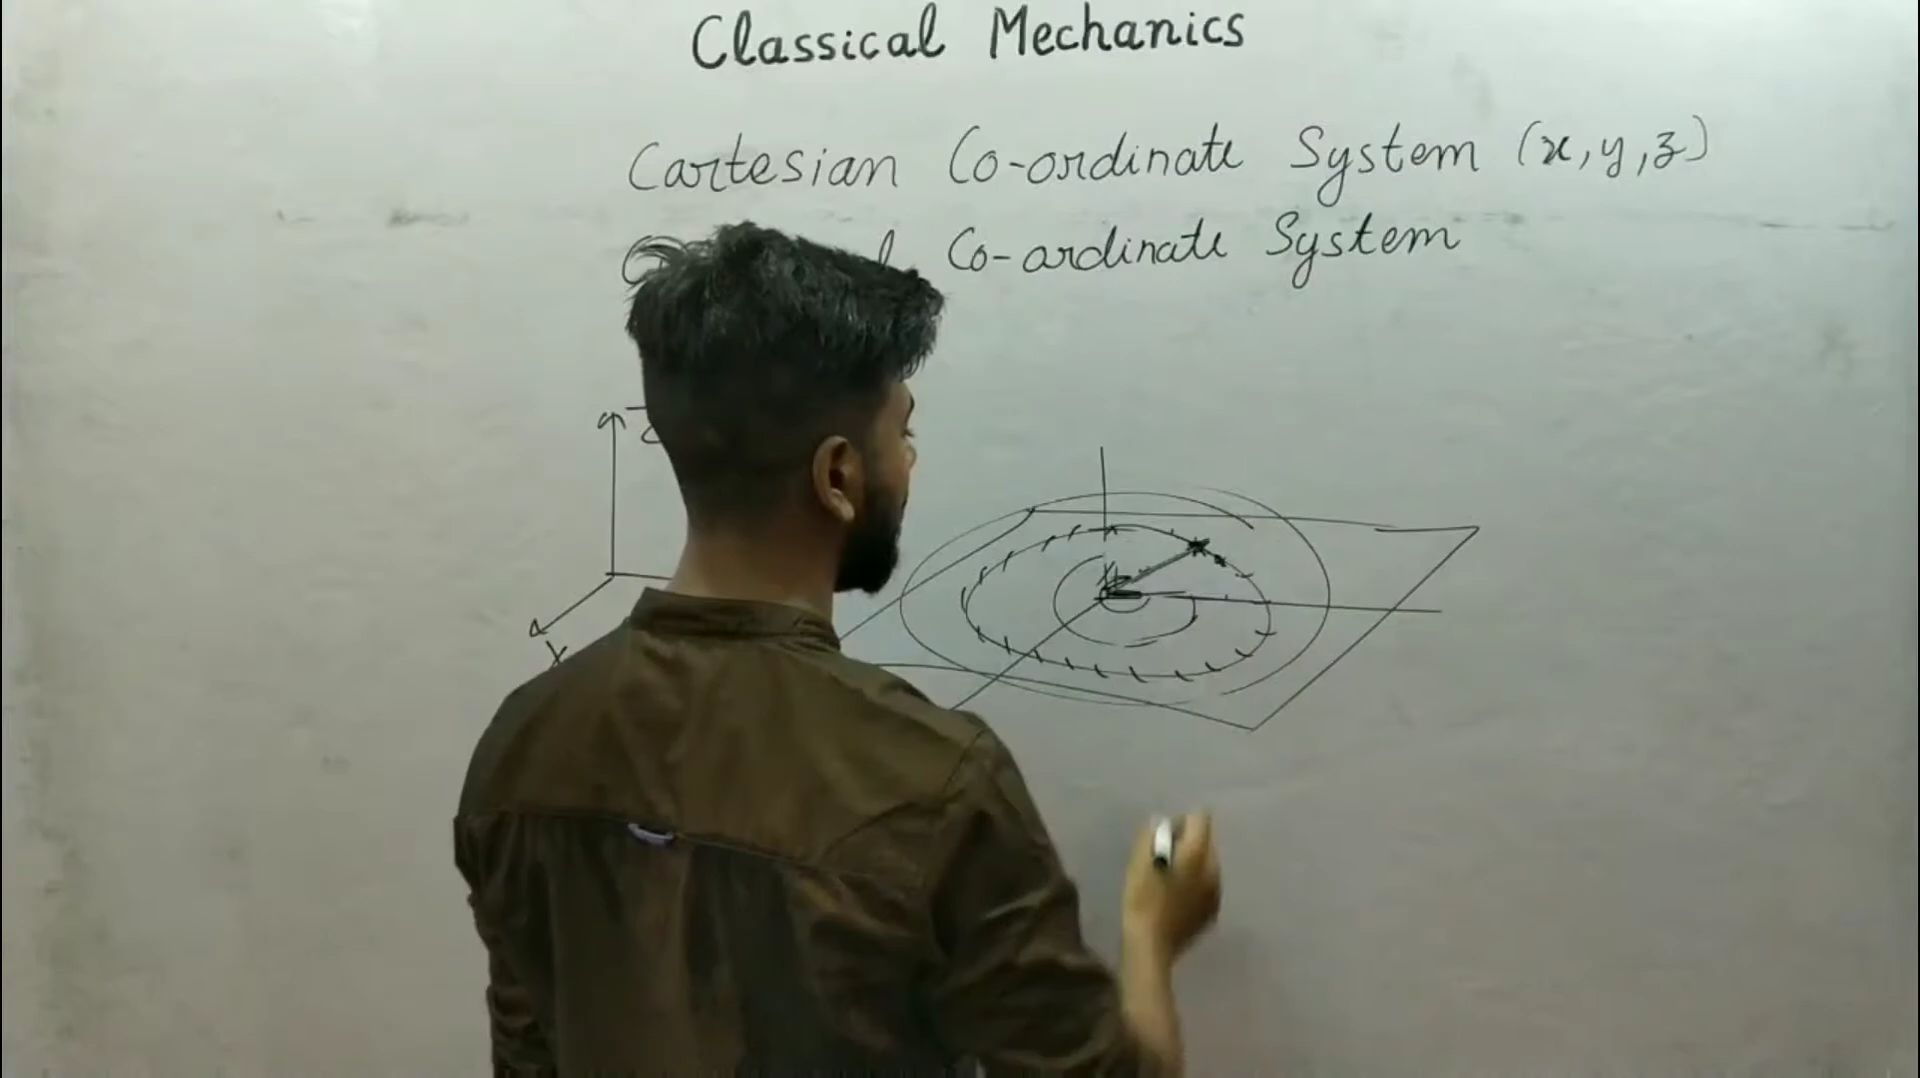 Classical Mechanics
Cartesian Co-ordinate System (x,y,z)
Co-ordinate System
Z
X